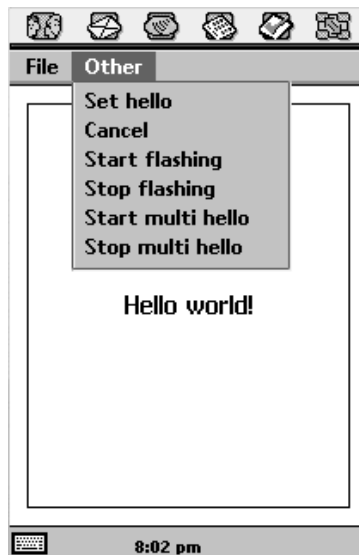 File Other
Set hello
Cancel
Start flashing
Stop flashing
Start multi hello
Stop multi hello
Hello world!
8:02 pm